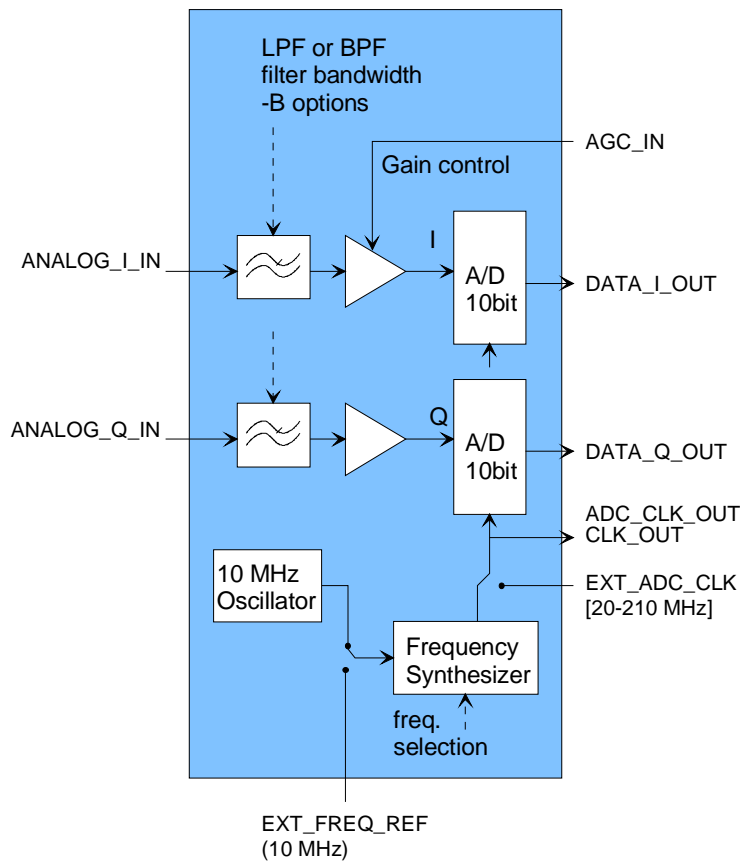 LPF or BPF
filter bandwidth
-B options
AGC_IN
Gain control
ANALOG_I_IN
I
A/D
10bit
DATA_I_OUT
ANALOG_Q_IN
Q
A/D
10bit
DATA_Q_OUT
ADC_CLK_OUT
CLK_OUT
10 MHz
Oscillator
EXT_ADC_CLK
[20-210 MHz]
Frequency
Synthesizer
freq.
selection
EXT_FREQ_REF
(10 MHz)